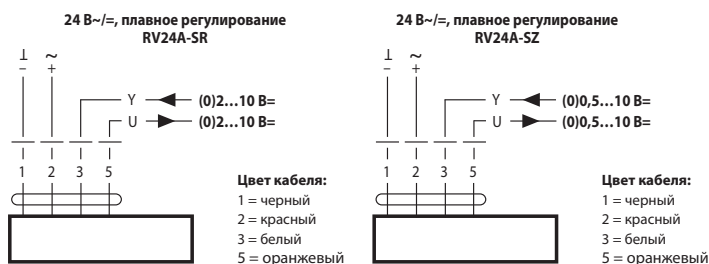 24 В~/=, плавное регулирование
RV24A-SR
⊥ ~
– +
Y (0)2...10 В=
U (0)2...10 В=
1 2 3 5
Цвет кабеля:
1 = черный
2 = красный
3 = белый
5 = оранжевый
24 В~/=, плавное регулирование
RV24A-SZ
⊥ ~
– +
Y (0)0,5...10 В=
U (0)0,5...10 В=
1 2 3 5
Цвет кабеля:
1 = черный
2 = красный
3 = белый
5 = оранжевый